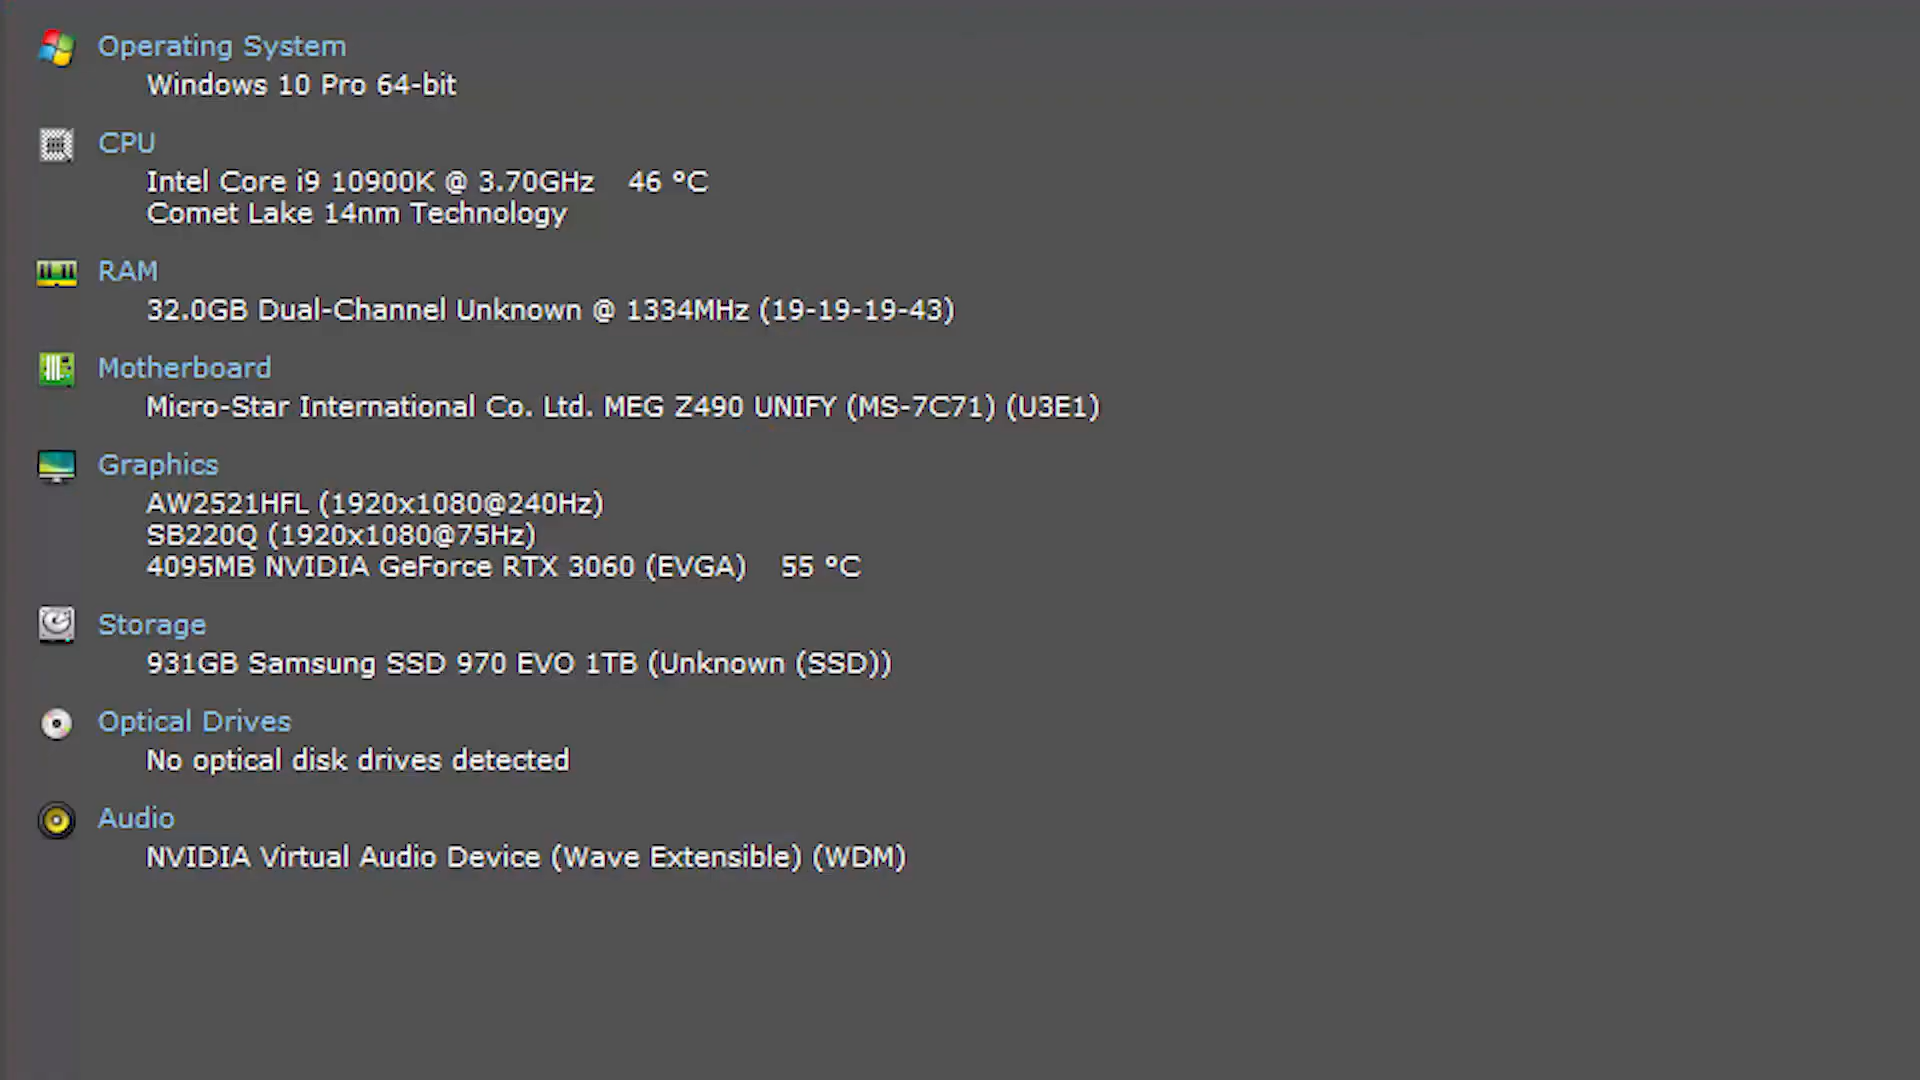 Operating System
Windows 10 Pro 64-bit
CPU
Intel Core i9 10900K @ 3.70GHz 46 °C
Comet Lake 14nm Technology
RAM
32.0GB Dual-Channel Unknown @ 1334MHz (19-19-19-43)
Motherboard
Micro-Star International Co. Ltd. MEG Z490 UNIFY (MS-7C71) (U3E1)
Graphics
AW2521HFL (1920x1080@240Hz)
SB220Q (1920x1080@75Hz)
4095MB NVIDIA GeForce RTX 3060 (EVGA) 55 °C
Storage
931GB Samsung SSD 970 EVO 1TB (Unknown (SSD))
Optical Drives
No optical disk drives detected
Audio
NVIDIA Virtual Audio Device (Wave Extensible) (WDM)